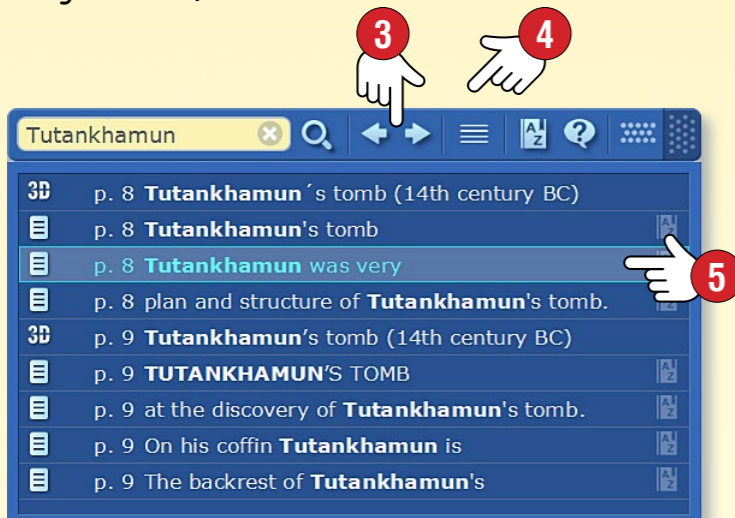 3
4
Tutankhamun
3D p. 8 Tutankhamun´s tomb (14th century BC)
p. 8 Tutankhamun's tomb
p. 8 Tutankhamun was very
5
p. 8 plan and structure of Tutankhamun's tomb.
3D p. 9 Tutankhamun's tomb (14th century BC)
p. 9 TUTANKHAMUN'S TOMB
p. 9 at the discovery of Tutankhamun's tomb.
p. 9 On his coffin Tutankhamun is
p. 9 The backrest of Tutankhamun's